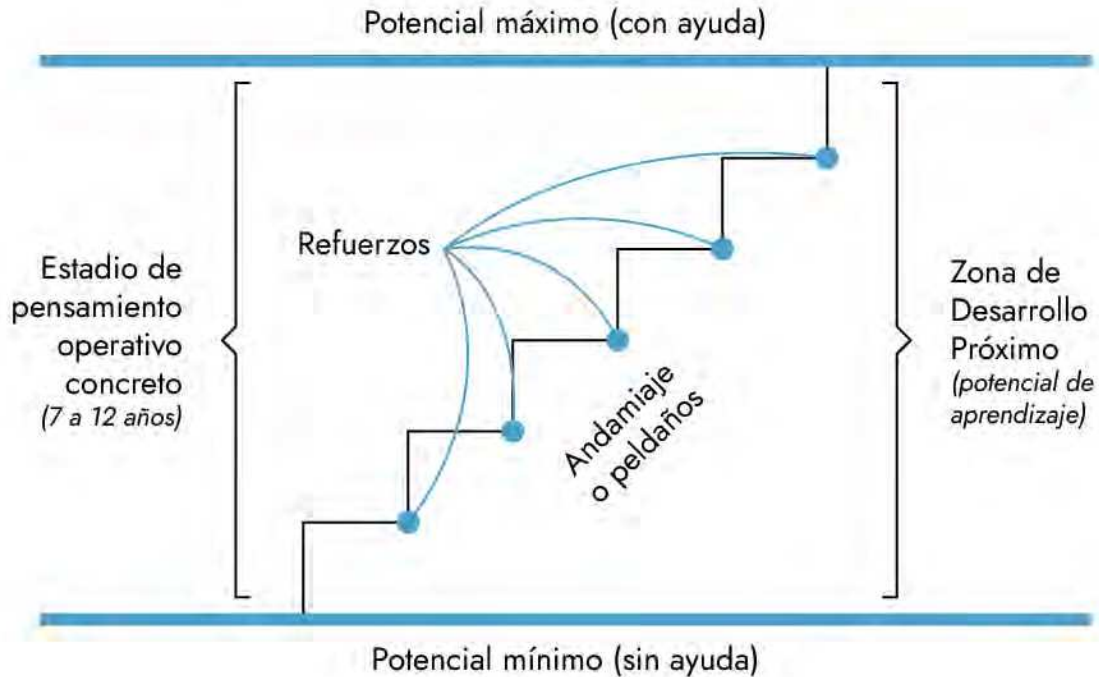 Potencial máximo (con ayuda)
Refuerzos
Estadio de
pensamiento
operativo
concreto
(7 a 12 años)
Andamiaje
o peldaños
Zona de
Desarrollo
Próximo
(potencial de
aprendizaje)
Potencial mínimo (sin ayuda)